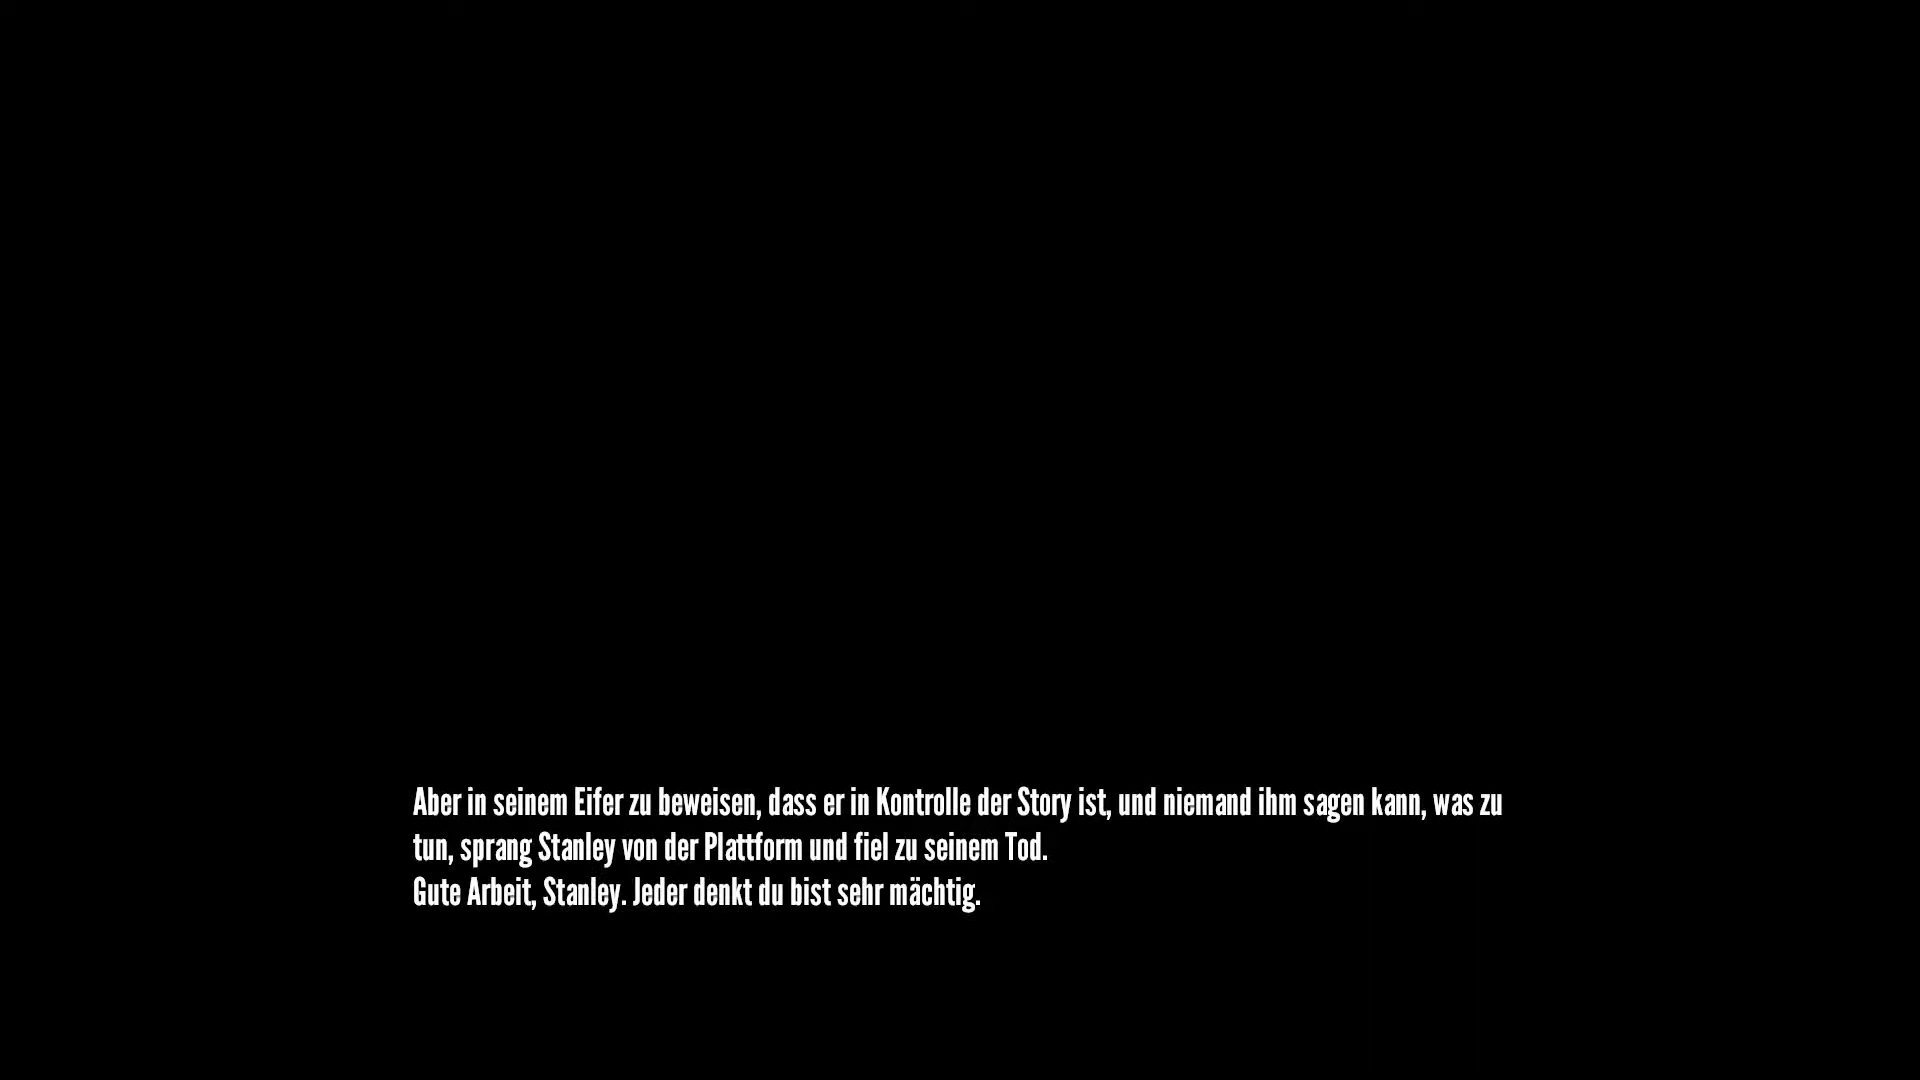 Aber in seinem Eifer zu beweisen, dass er in Kontrolle der Story ist, und niemand ihm sagen kann, was zu
tun, sprang Stanley von der Plattform und fiel zu seinem Tod.
Gute Arbeit, Stanley. Jeder denkt du bist sehr mächtig.